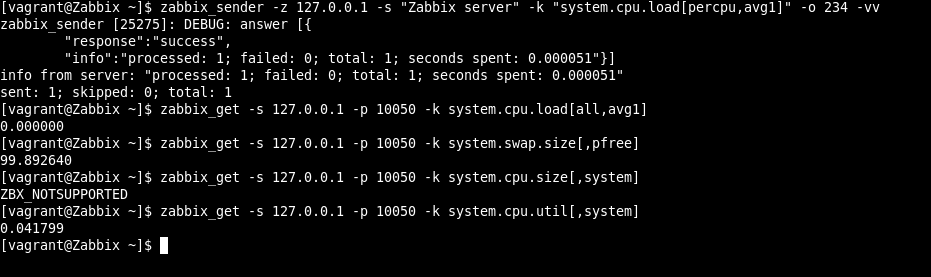 [vagrant@Zabbix ~]$ zabbix_sender -z 127.0.0.1 -s "Zabbix server" -k "system.cpu.load[percpu,avg1]" -o 234 -vv
zabbix_sender [25275]: DEBUG: answer [{
"response":"success",
"info":"processed: 1; failed: 0; total: 1; seconds spent: 0.000051"}]
info from server: "processed: 1; failed: 0; total: 1; seconds spent: 0.000051"
sent: 1; skipped: 0; total: 1
[vagrant@Zabbix ~]$ zabbix_get -s 127.0.0.1 -p 10050 -k system.cpu.load[all,avg1]
0.000000
[vagrant@Zabbix ~]$ zabbix_get -s 127.0.0.1 -p 10050 -k system.swap.size[,pfree]
99.892640
[vagrant@Zabbix ~]$ zabbix_get -s 127.0.0.1 -p 10050 -k system.cpu.size[,system]
ZBX_NOTSUPPORTED
[vagrant@Zabbix ~]$ zabbix_get -s 127.0.0.1 -p 10050 -k system.cpu.util[,system]
0.041799
[vagrant@Zabbix ~]$